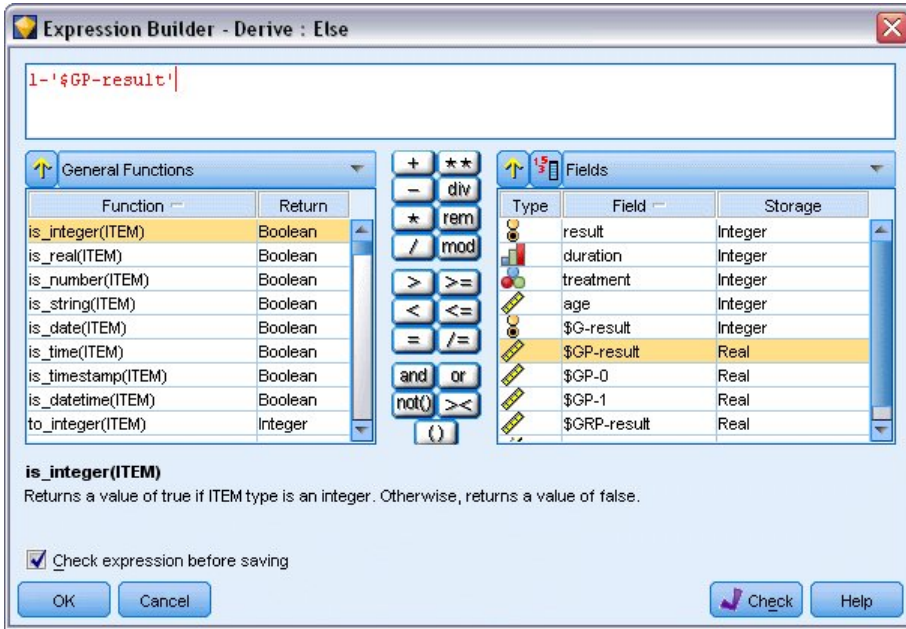 Expression Builder - Derive : Else
1-'$GP-result'
General Functions
Function Return
is_integer(ITEM) Boolean
is_real(ITEM) Boolean
is_number(ITEM) Boolean
is_string(ITEM) Boolean
is_date(ITEM) Boolean
is_time(ITEM) Boolean
is_timestamp(ITEM) Boolean
is_datetime(ITEM) Boolean
to_integer(ITEM) Integer
+ **
- div
* rem
/ mod
> >=
< <=
= /=
and or
not() ><
()
Fields
Type Field Storage
result Integer
duration Integer
treatment Integer
age Integer
$G-result Integer
$GP-result Real
$GP-0 Real
$GP-1 Real
$GRP-result Real
is_integer(ITEM)
Returns a value of true if ITEM type is an integer. Otherwise, returns a value of false.
Check expression before saving
OK Cancel Check Help